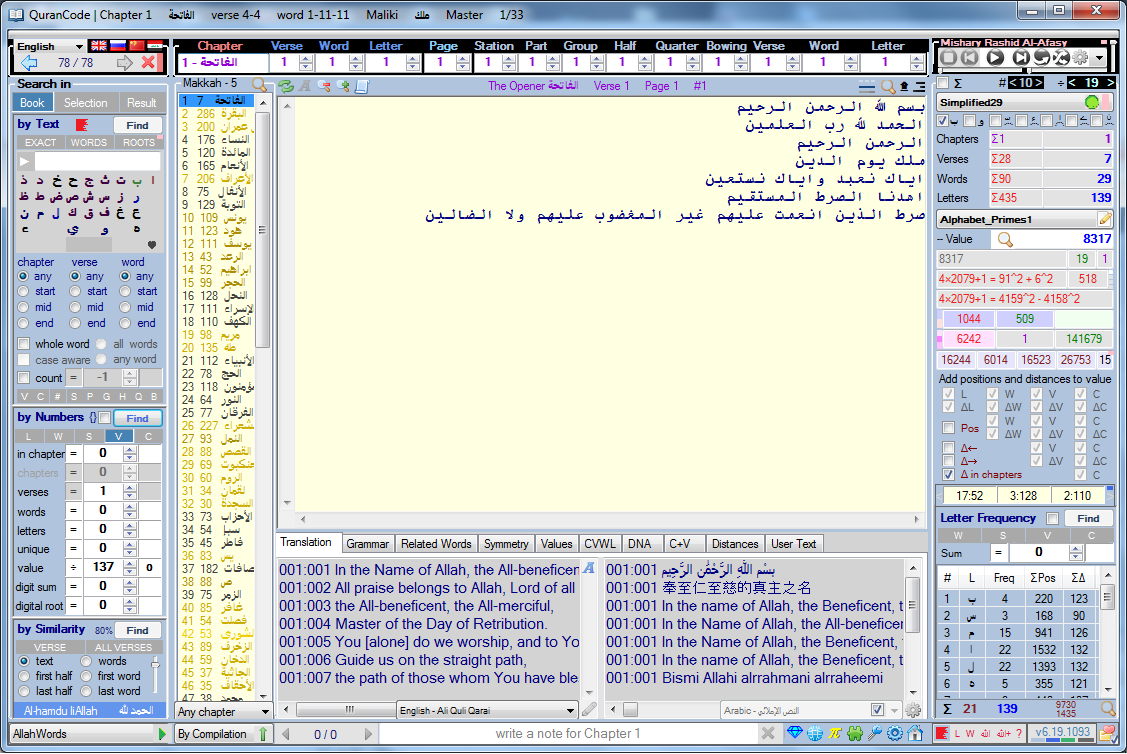 QuranCode | Chapter 1 الفاتحة verse 4-4 word 1-11-11 Maliki ملك Master 1/33
English
78 / 78
Chapter Verse Word Letter Page Station Part Group Half Quarter Bowing Verse Word Letter
1 - الفاتحة 1 1 1 1 1 1 1 1 1 1 1 1 1
Mishary Rashid Al-Afasy
Search in
Book Selection Result
by Text Find
EXACT WORDS ROOTS
ا ب ت ث ج ح خ د ذ
ر ز س ش ص ض ط ظ
ع غ ف ق ك ل م ن
ه و ي ء
chapter verse word
any any any
start start start
mid mid mid
end end end
whole word all words
case aware any word
count = -1
V C # S P G H Q B
by Numbers {} Find
L W S V C
in chapter = 0
chapters = 0
verses = 1
words = 0
letters = 0
unique = 0
value ÷ 137 0
digit sum = 0
digital root = 0
by Similarity 80% Find
VERSE ALL VERSES
text words
first half first word
last half last word
Al-hamdu liAllah الحمد لله
AllahWords
Makkah - 5
1 7 الفاتحة
2 286 البقرة
3 200 عمران
4 176 النساء
5 120 المائدة
6 165 الأنعام
7 206 الأعراف
8 75 الأنفال
9 129 التوبة
10 109 يونس
11 123 هود
12 111 يوسف
13 43 الرعد
14 52 ابراهيم
15 99 الحجر
16 128 النحل
17 111 الإسراء
18 110 الكهف
19 98 مريم
20 135 طه
21 112 الأنبياء
22 78 الحج
23 118 مؤمنون
24 64 النور
25 77 الفرقان
26 227 شعراء
27 93 النمل
28 88 القصص
29 69 عنكبوت
30 60 الروم
31 34 لقمان
32 30 السجدة
33 73 الأحزاب
34 54 سبإ
35 45 فاطر
36 83 يس
37 182 صافات
38 88 ص
39 75 الزمر
40 85 غافر
41 54 فصلت
42 53 الشورى
43 89 الزخرف
44 59 الدخان
45 37 الجاثية
46 35 الأحقاف
47 38 محمد
Any chapter
By Compilation
The Opener الفاتحة Verse 1 Page 1 #1
بسم الله الرحمن الرحيم
الحمد لله رب العلمين
الرحمن الرحيم
ملك يوم الدين
اياك نعبد واياك نستعين
اهدنا الصرط المستقيم
صرط الذين انعمت عليهم غير المغضوب عليهم ولا الضالين
Translation Grammar Related Words Symmetry Values CVWL DNA C+V Distances User Text
001:001 In the Name of Allah, the All-beneficen
001:002 All praise belongs to Allah, Lord of all
001:003 the All-beneficent, the All-merciful,
001:004 Master of the Day of Retribution.
001:005 You [alone] do we worship, and to Yo
001:006 Guide us on the straight path,
001:007 the path of those whom You have ble
English - Ali Quli Qarai
001:001 بِسْمِ اللَّهِ الرَّحْمَٰنِ الرَّحِيمِ
001:001 奉至仁至慈的真主之名
001:001 In the name of Allah, the Beneficent, t
001:001 In the Name of Allah, the All-beneficen
001:001 In the Name of Allah, the Beneficent, t
001:001 In the name of Allah, the Beneficent, t
001:001 Bismi Allahi alrrahmani alrraheemi
Arabic - النص الإملائي
0 / 0
write a note for Chapter 1
Σ # < 10 > ÷ < 19 >
Simplified29
Chapters Σ1 1
Verses Σ28 7
Words Σ90 29
Letters Σ435 139
Alphabet_Primes1
-- Value 8317
8317 19 1
4×2079+1 = 91^2 + 6^2 518
4×2079+1 = 4159^2 - 4158^2
1044 509
6242 1 141679
16244 6014 16523 26753 15
Add positions and distances to value
L W V C
ΔL ΔW ΔV ΔC
Pos W V C
ΔW ΔV ΔC
Δ← V C
Δ→ ΔV ΔC
Δ in chapters C
17:52 3:128 2:110
Letter Frequency Find
W S V C
Sum = 0
# L Freq ΣPos ΣΔ
1 ب 4 220 123
2 س 3 168 90
3 م 15 941 126
4 ا 22 1532 132
5 ل 22 1393 132
6 ه 5 355 121
Σ 21 139 9730
1435
L W الله الله+ ?
v6.19.1093